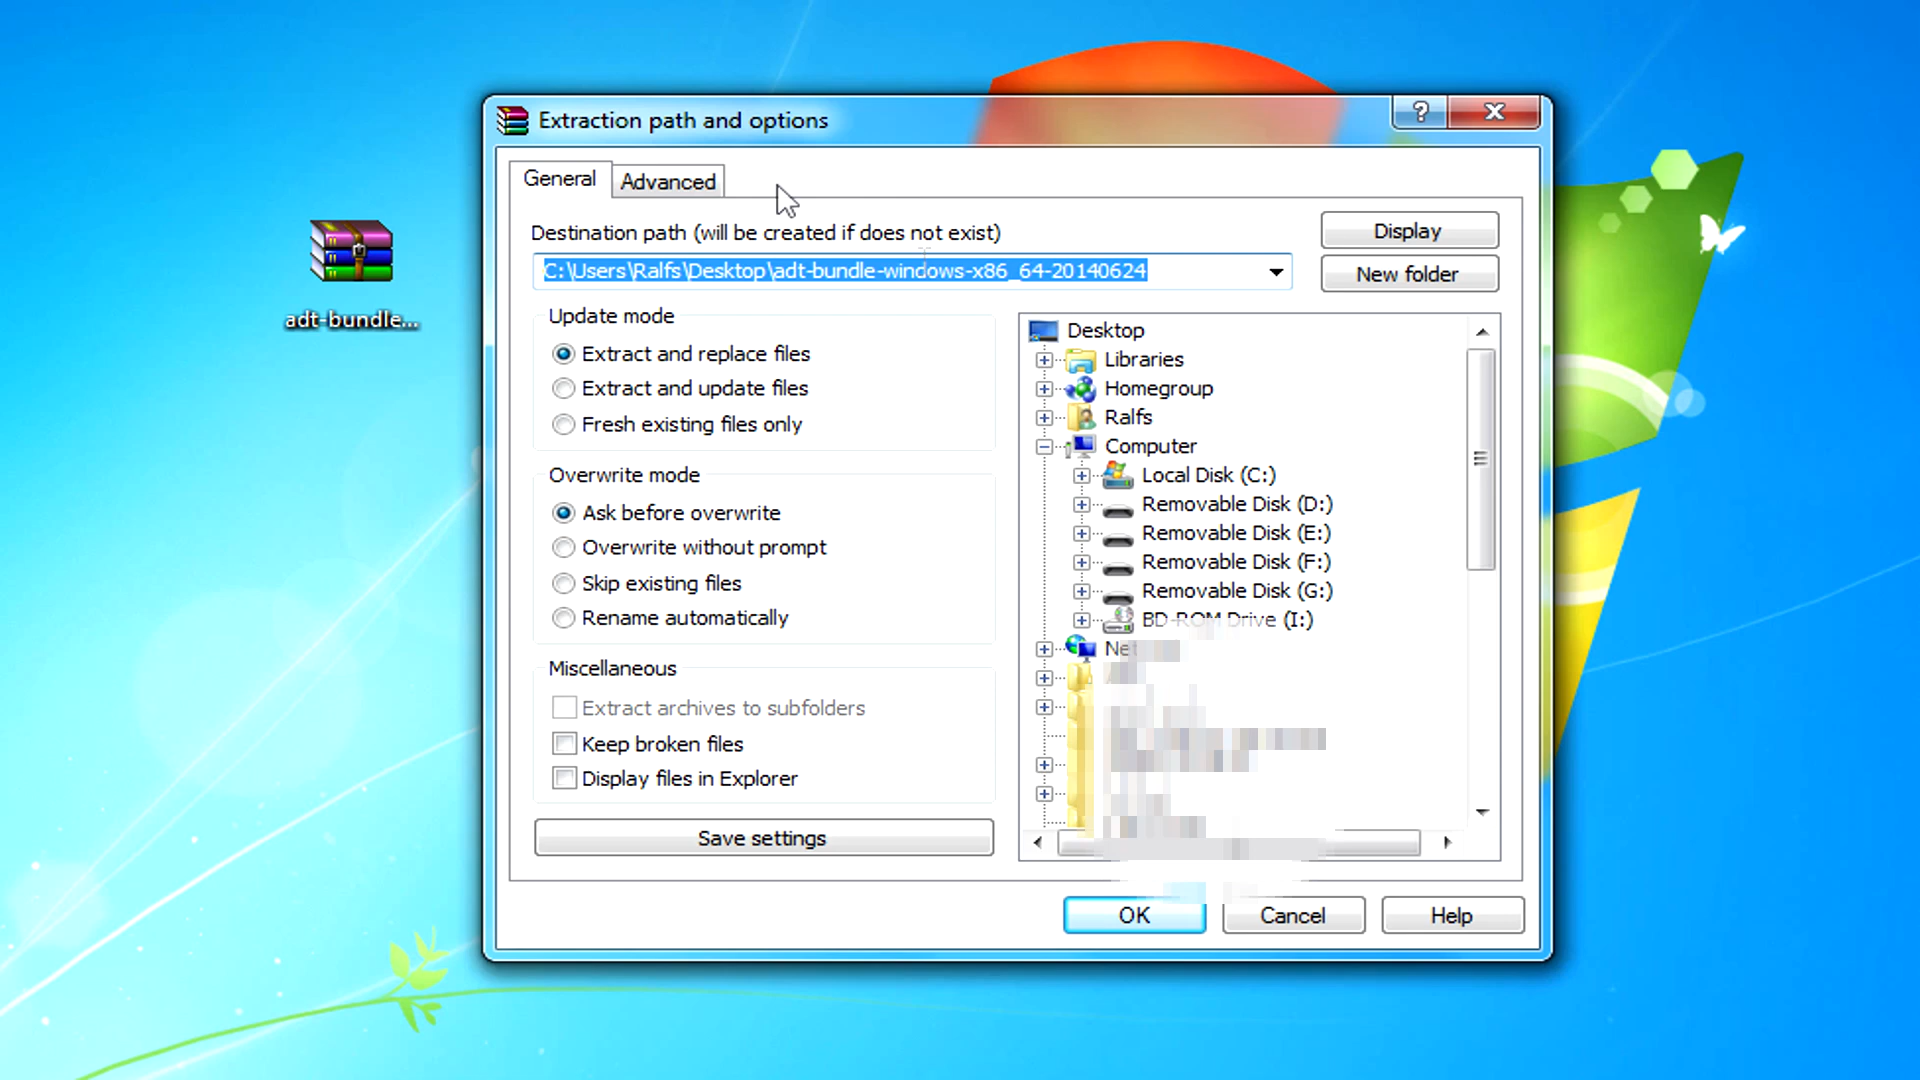 Extraction path and options
General
Advanced
Destination path (will be created if does not exist)
Display
C:\Users\Ralfs\Desktop\adt-bundle-windows-x86_64-20140624
New folder
adt-bundle...
Update mode
Extract and replace files
Extract and update files
Fresh existing files only
Overwrite mode
Ask before overwrite
Overwrite without prompt
Skip existing files
Rename automatically
Miscellaneous
Extract archives to subfolders
Keep broken files
Display files in Explorer
Save settings
Desktop
Libraries
Homegroup
Ralfs
Computer
Local Disk (C:)
Removable Disk (D:)
Removable Disk (E:)
Removable Disk (F:)
Removable Disk (G:)
BD-ROM Drive (I:)
OK
Cancel
Help